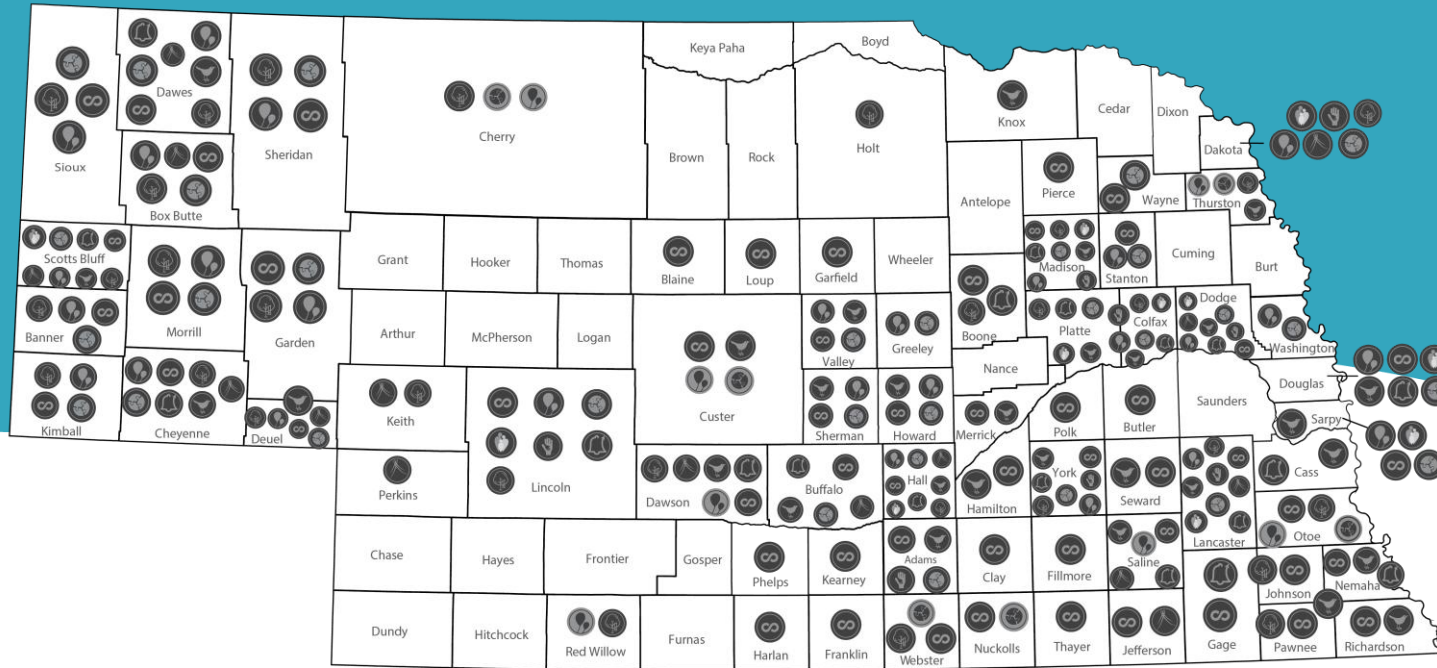 Keya Paha
Boyd
Dawes
Sioux
Sheridan
Cherry
Brown
Rock
Holt
Knox
Cedar
Dixon
Dakota
Box Butte
Antelope
Pierce
Wayne
Thurston
Scotts Bluff
Grant
Hooker
Thomas
Blaine
Loup
Garfield
Wheeler
Madison
Stanton
Cuming
Burt
Banner
Morrill
Garden
Arthur
McPherson
Logan
Valley
Greeley
Boone
Platte
Colfax
Dodge
Washington
Nance
Douglas
Kimball
Cheyenne
Deuel
Keith
Custer
Sherman
Howard
Merrick
Polk
Butler
Saunders
Sarpy
Perkins
Lincoln
Dawson
Buffalo
Hall
Hamilton
York
Seward
Lancaster
Cass
Otoe
Chase
Hayes
Frontier
Gosper
Phelps
Kearney
Adams
Clay
Fillmore
Saline
Johnson
Nemaha
Dundy
Hitchcock
Red Willow
Furnas
Harlan
Franklin
Webster
Nuckolls
Thayer
Jefferson
Gage
Pawnee
Richardson